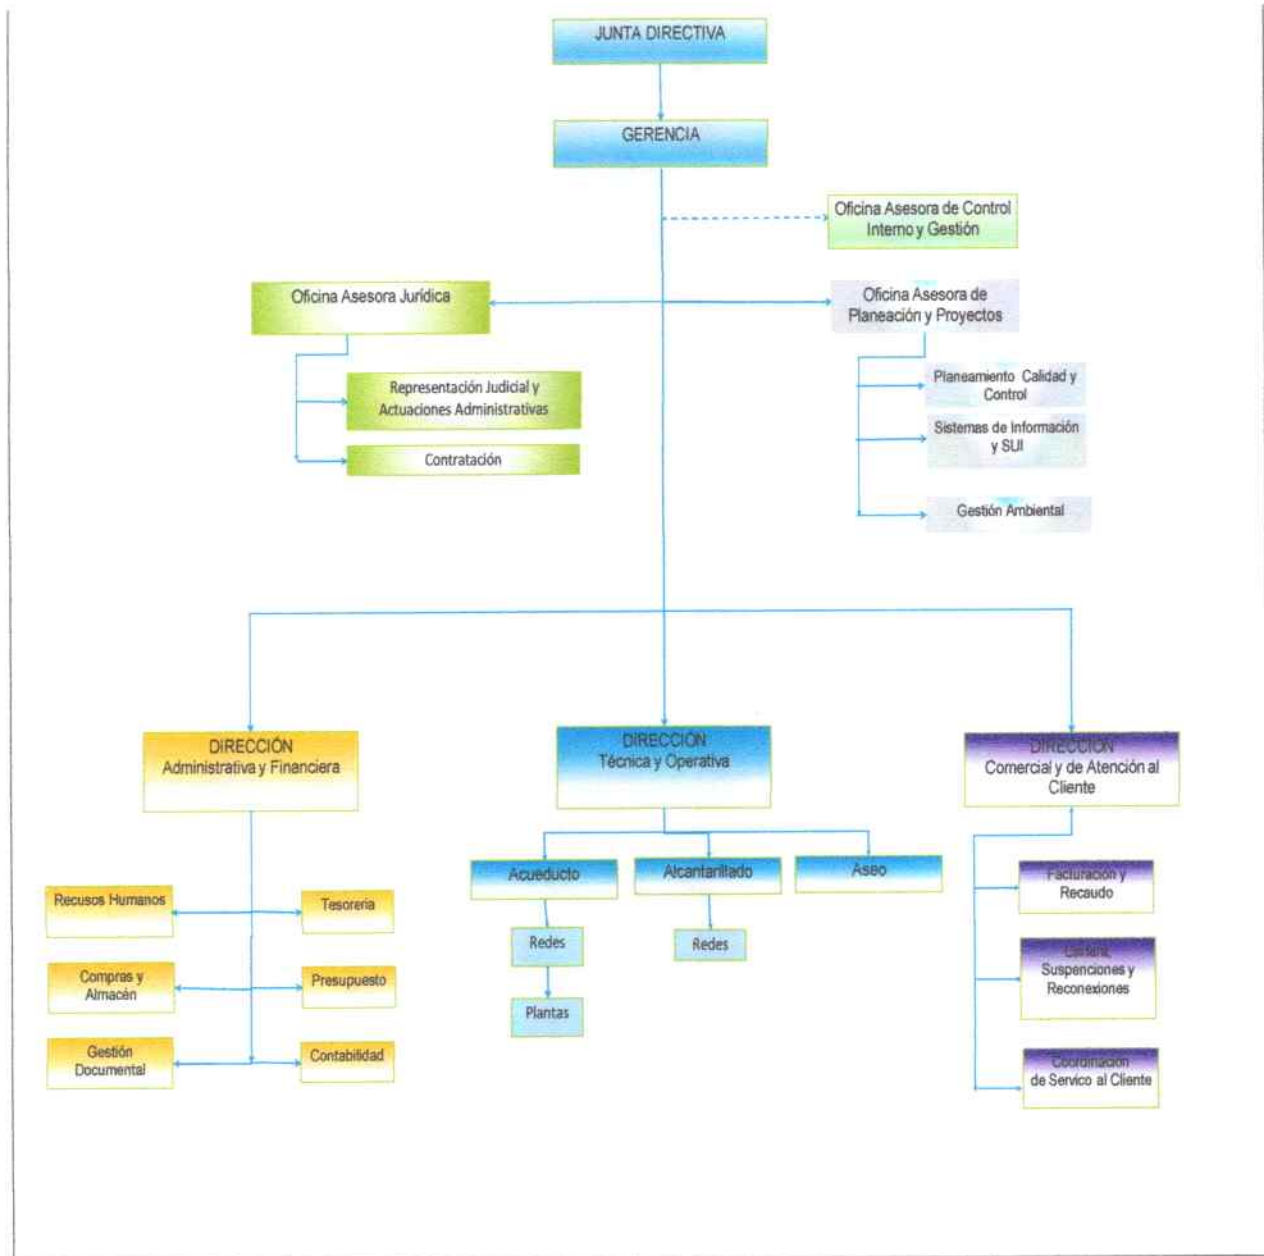 JUNTA DIRECTIVA
GERENCIA
Oficina Asesora de Control
Interno y Gestión
Oficina Asesora Jurídica
Oficina Asesora de
Planeación y Proyectos
Representación Judicial y
Actuaciones Administrativas
Contratación
Planeamiento Calidad y
Control
Sistemas de Información
y SUI
Gestión Ambiental
DIRECCIÓN
Administrativa y Financiera
DIRECCIÓN
Técnica y Operativa
DIRECCIÓN
Comercial y de Atención al
Cliente
Recusos Humanos
Tesoreria
Compras y
Almacén
Presupuesto
Gestión
Documental
Contabilidad
Acueducto
Alcantarillado
Aseo
Redes
Redes
Plantas
Facturación y
Recaudo
Suspenciones y
Reconexiones
Coordinación
de Servico al Cliente